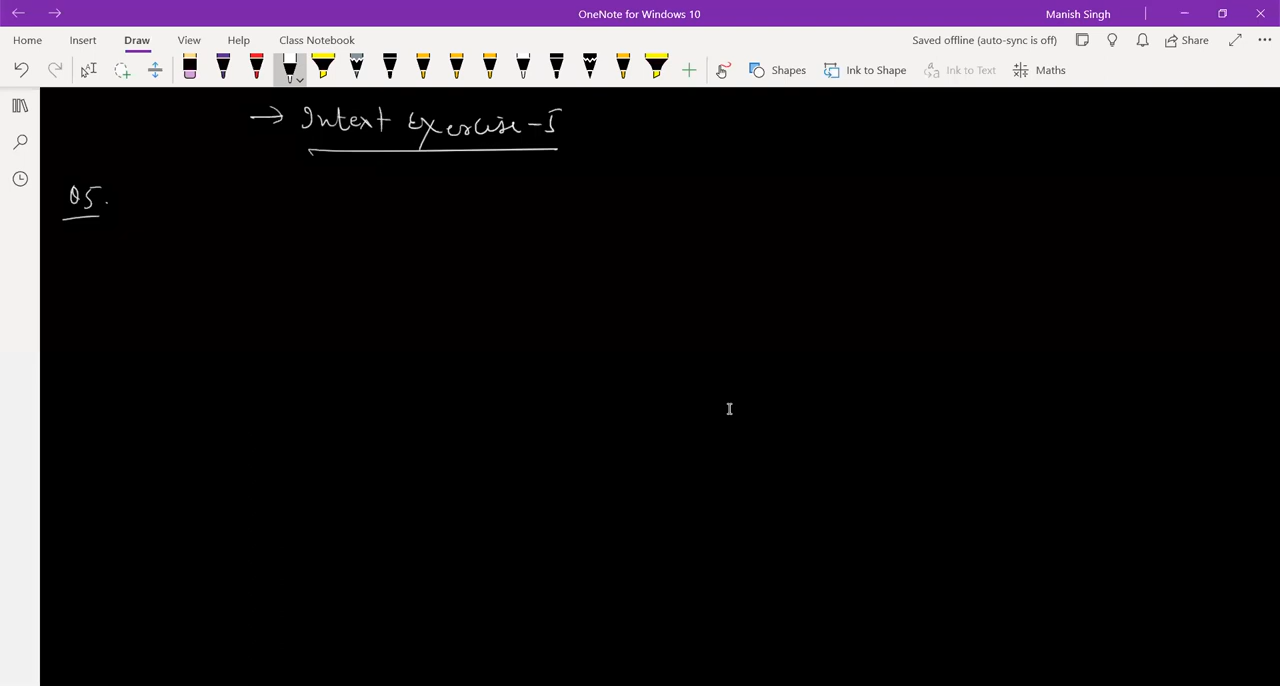 OneNote for Windows 10
Manish Singh
Home Insert Draw View Help Class Notebook
Saved offline (auto-sync is off) Share
Shapes Ink to Shape Ink to Text Maths
→ Intext Exercise-I
Q5.